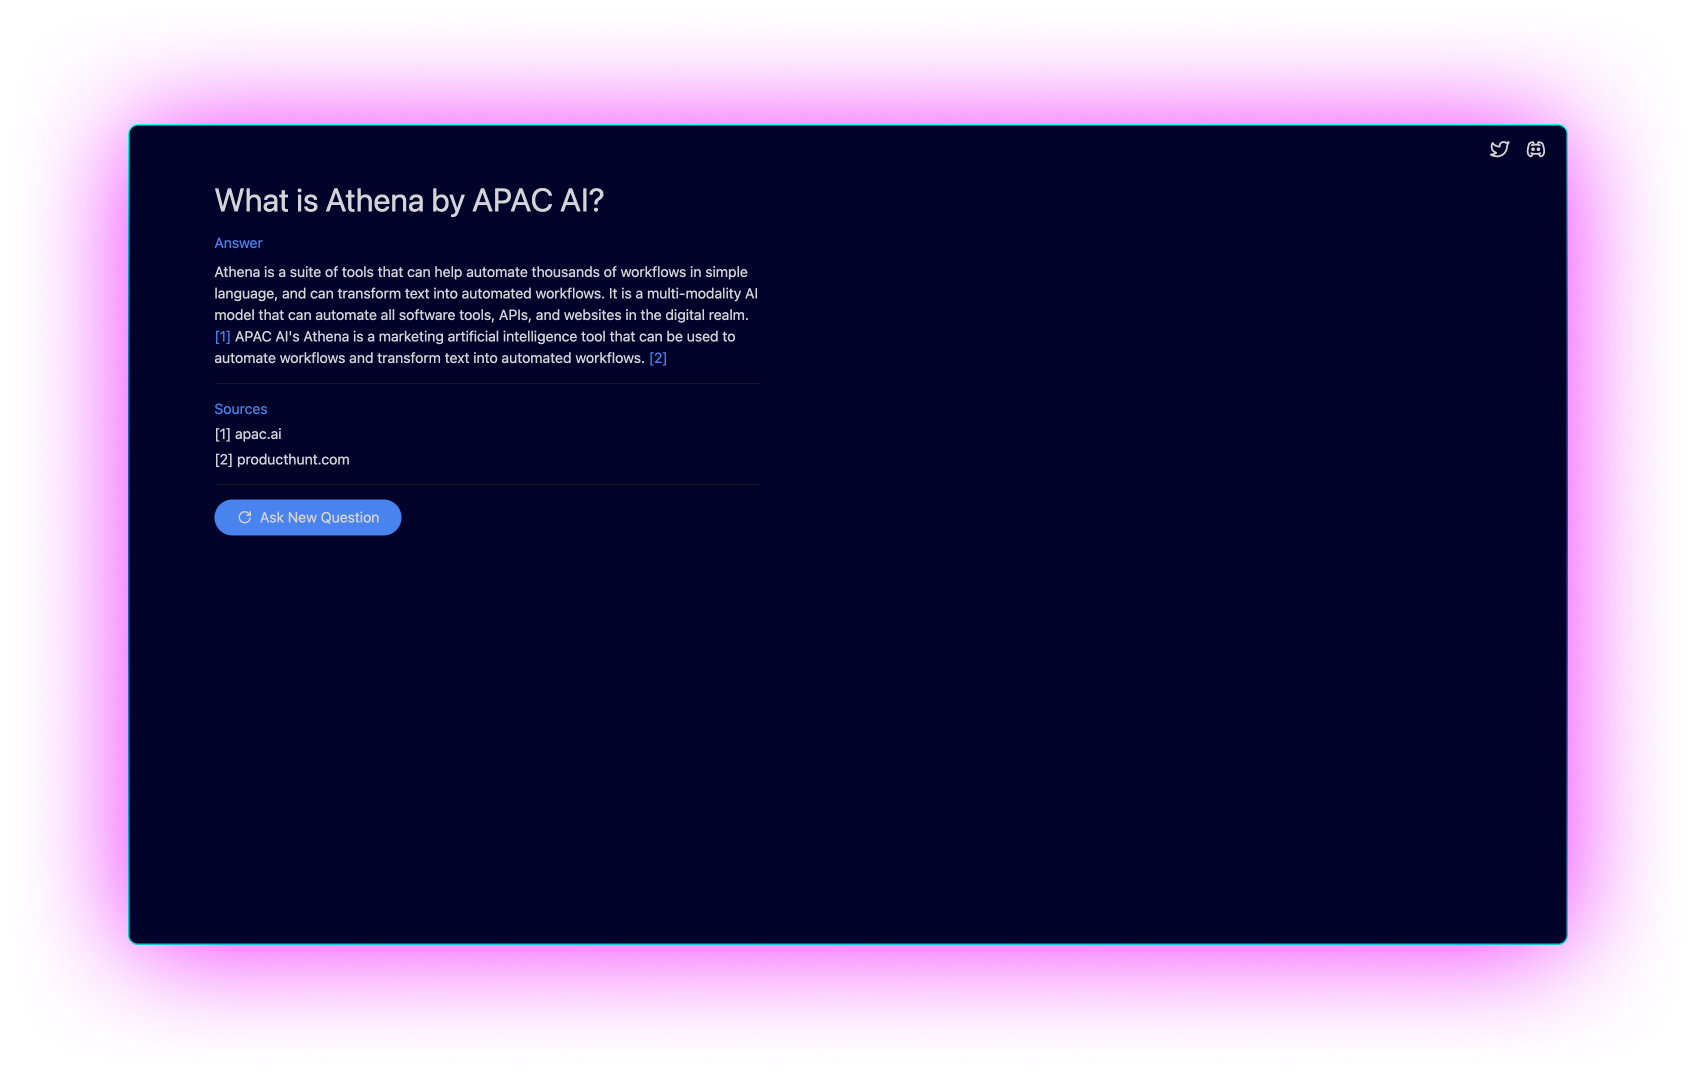 What is Athena by APAC AI?
Answer
Athena is a suite of tools that can help automate thousands of workflows in simple
language, and can transform text into automated workflows. It is a multi-modality AI
model that can automate all software tools, APIs, and websites in the digital realm.
[1] APAC AI's Athena is a marketing artificial intelligence tool that can be used to
automate workflows and transform text into automated workflows. [2]
Sources
[1] apac.ai
[2] producthunt.com
Ask New Question